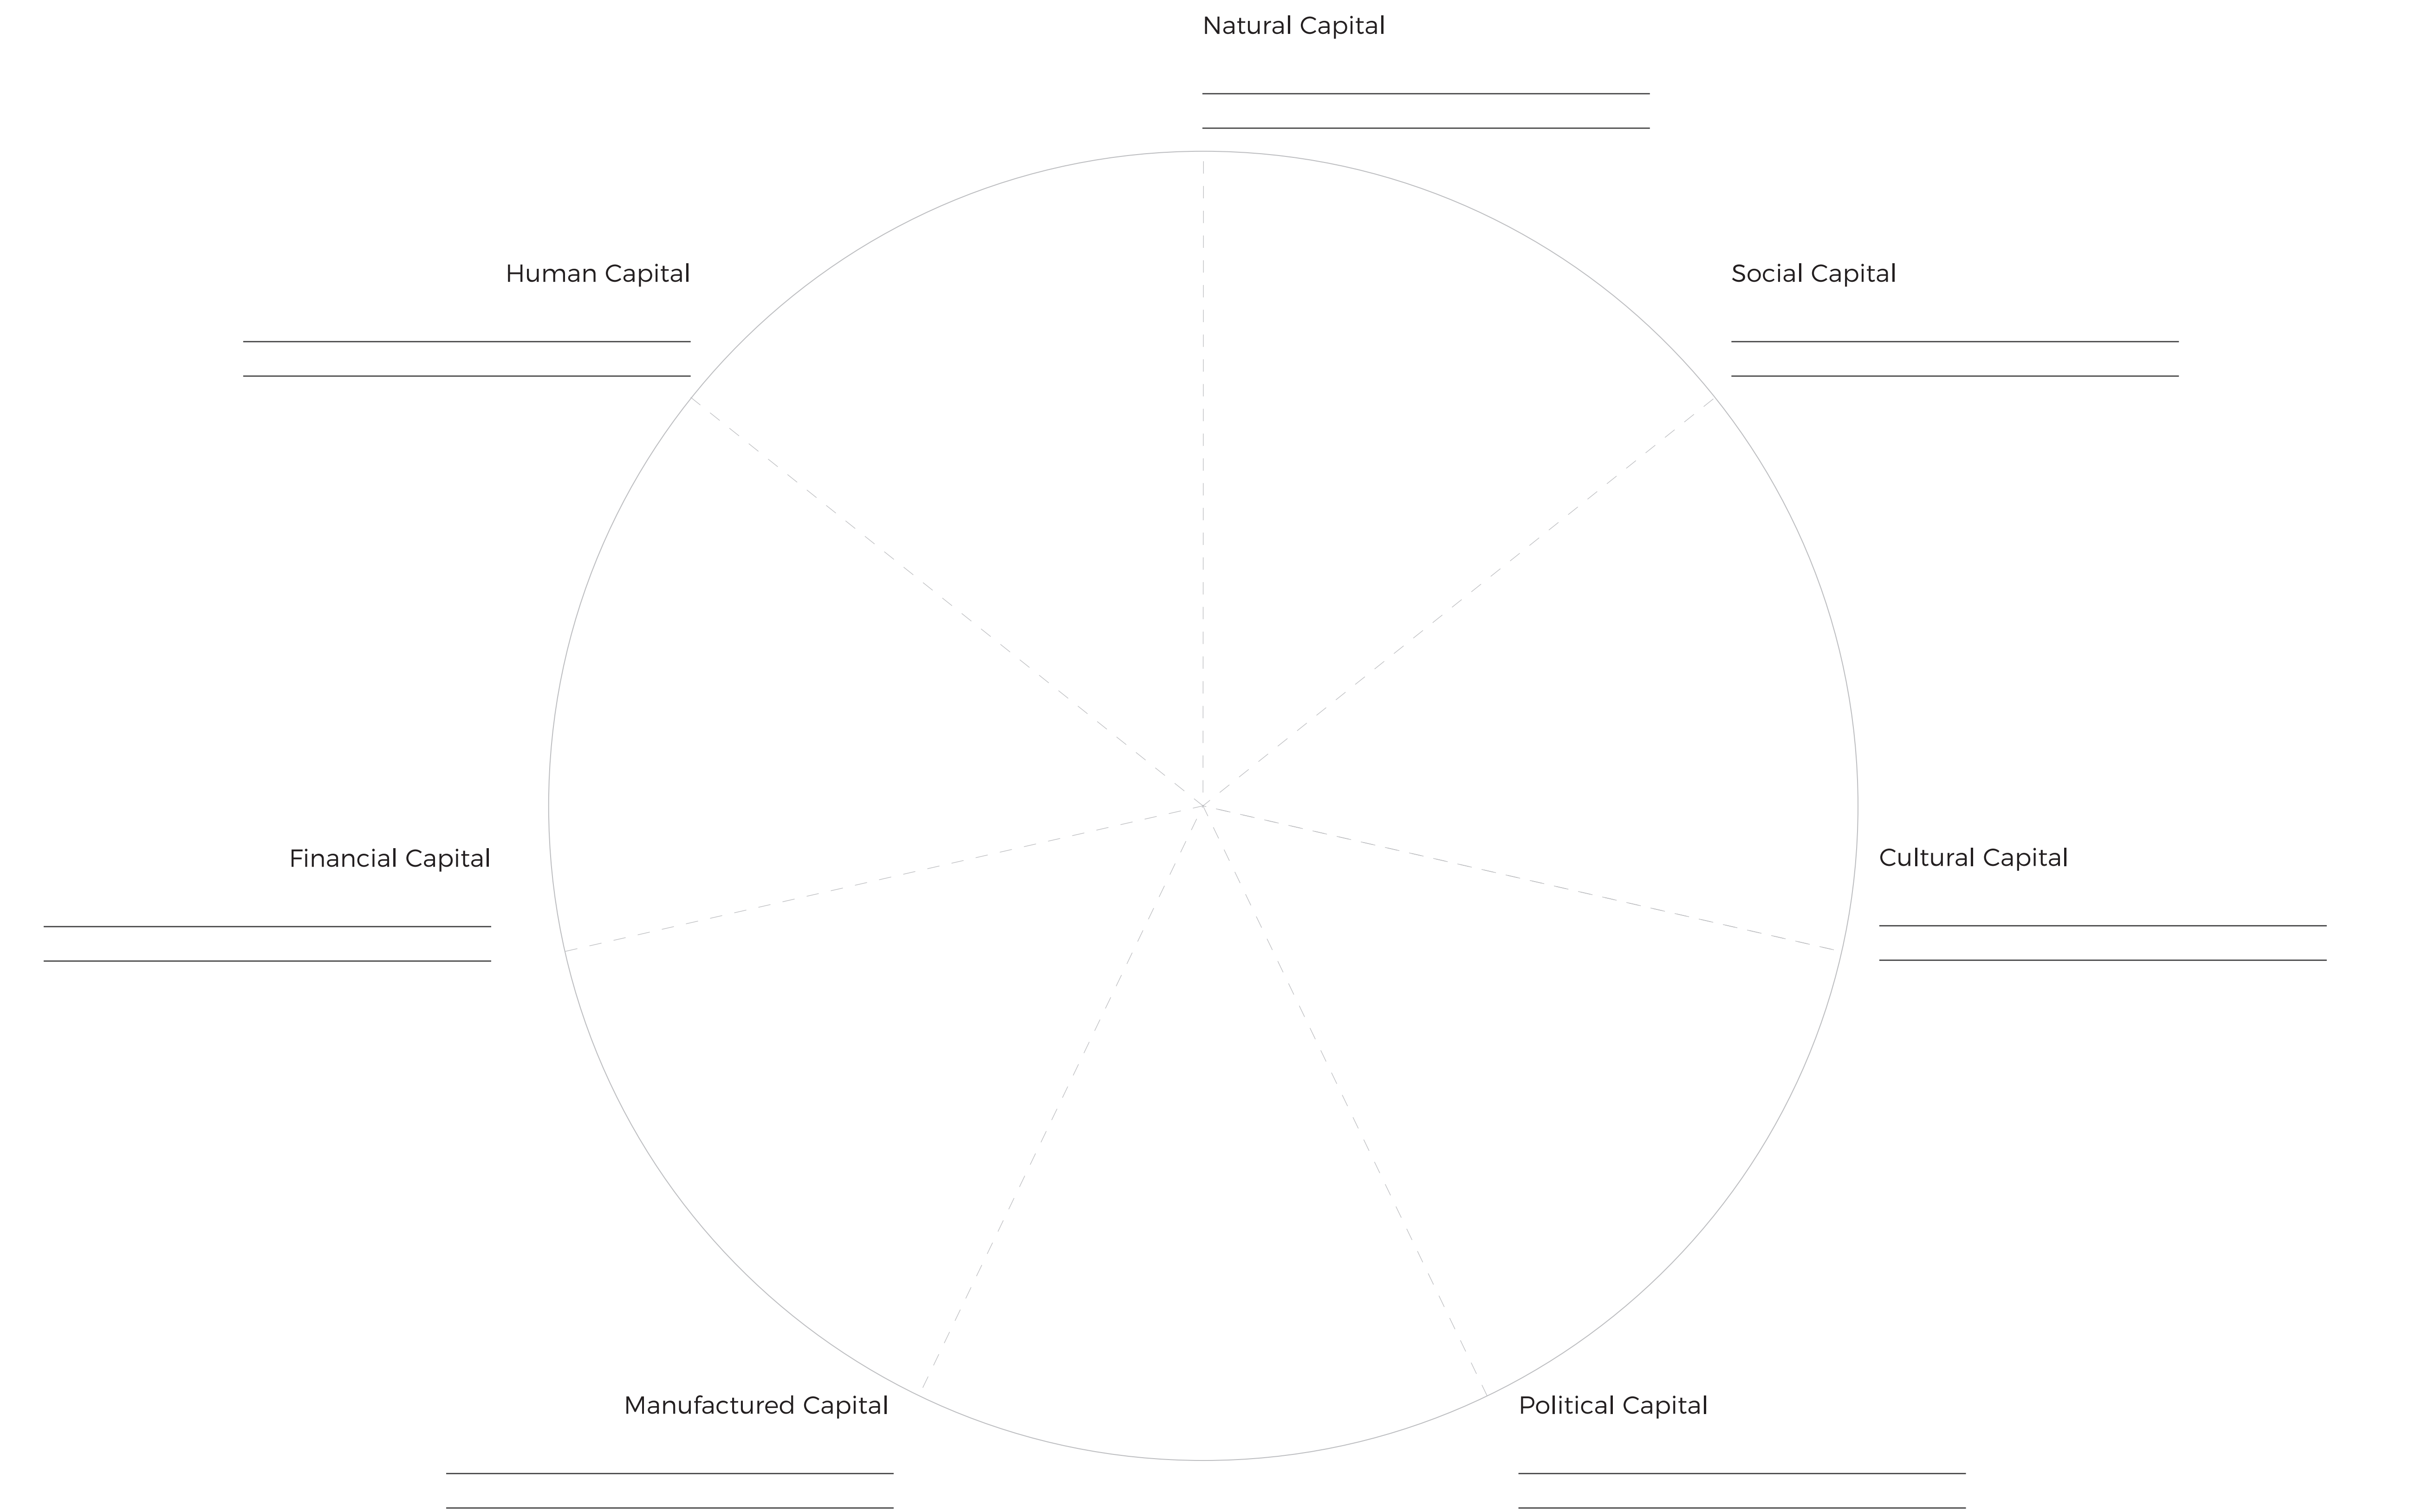 Natural Capital
Human Capital
Social Capital
Financial Capital
Cultural Capital
Manufactured Capital
Political Capital